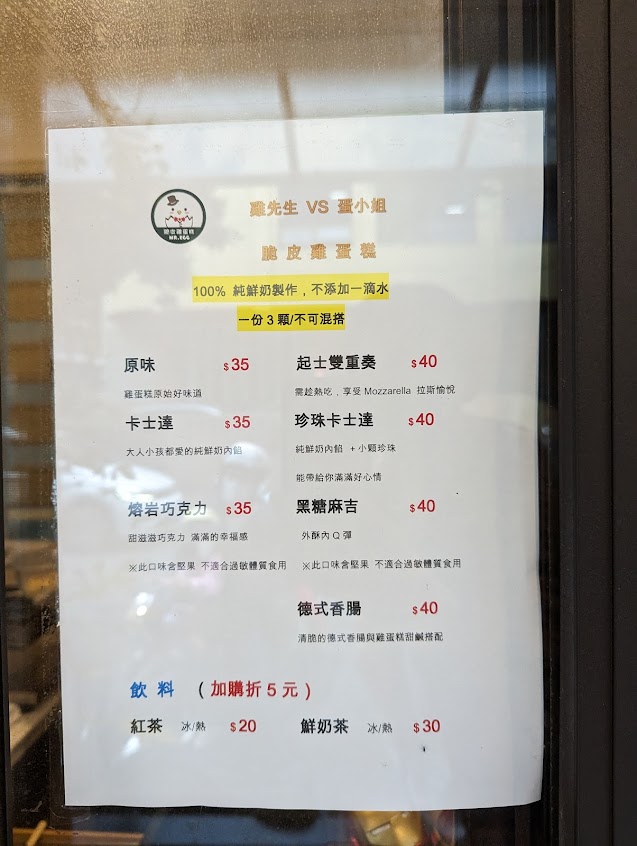 雞先生 VS 蛋小姐
脆皮雞蛋糕
MR.EGG
脆皮雞蛋糕
100% 純鮮奶製作，不添加一滴水
一份 3 顆/不可混搭
原味 $35
雞蛋糕原始好味道
起士雙重奏 $40
需趁熱吃，享受 Mozzarella 拉斯愉悅
卡士達 $35
大人小孩都愛的純鮮奶內餡
珍珠卡士達 $40
純鮮奶內餡 +小顆珍珠
能帶給你滿滿好心情
熔岩巧克力 $35
甜滋滋巧克力 滿滿的幸福感
※此口味含堅果 不適合過敏體質食用
黑糖麻吉 $40
外酥內 Q 彈
※此口味含堅果 不適合過敏體質食用
德式香腸 $40
清脆的德式香腸與雞蛋糕甜鹹搭配
飲料 （加購折 5 元）
紅茶 冰/熱 $20
鮮奶茶 冰/熱 $30